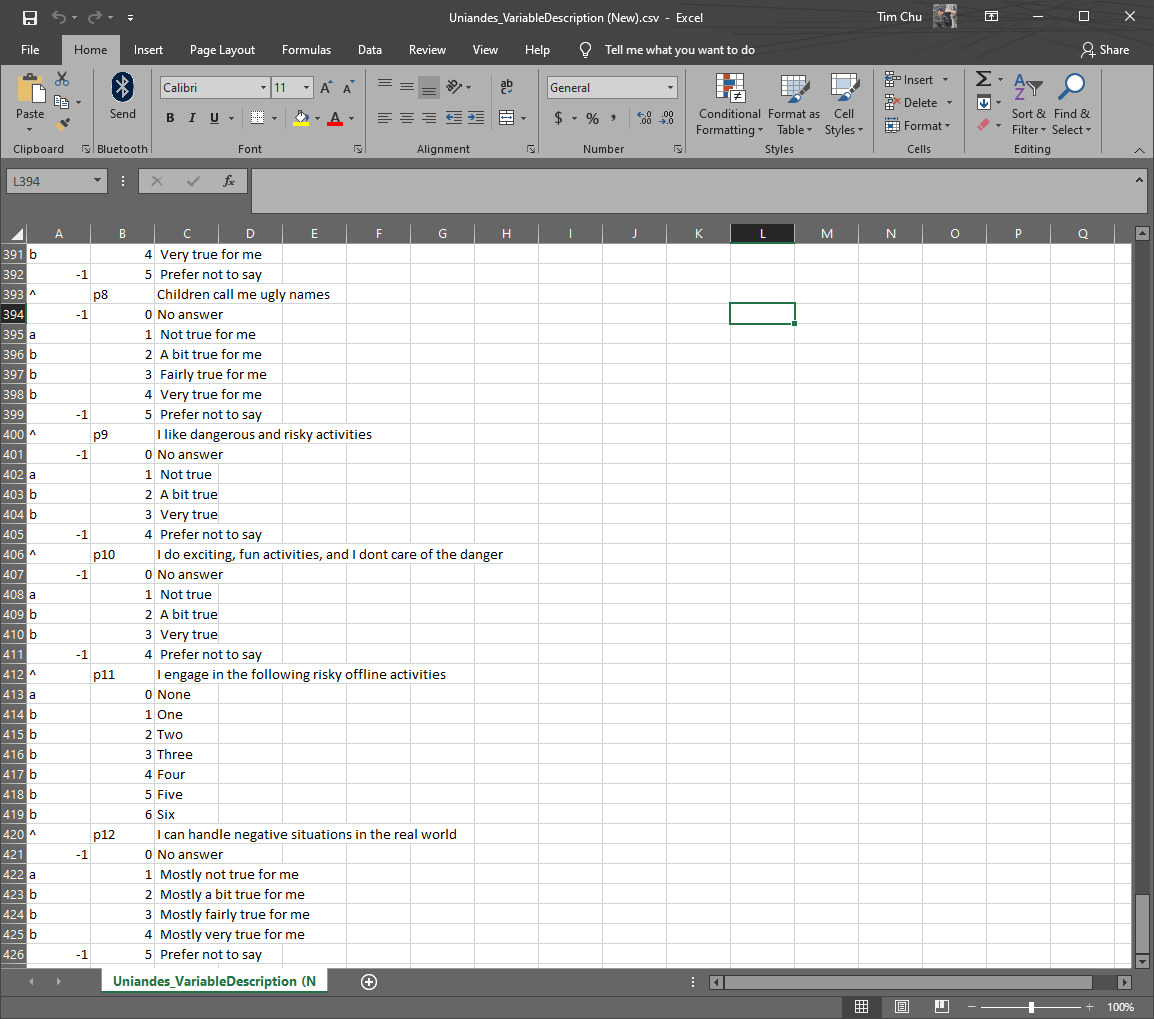 Uniandes_VariableDescription (New).csv - Excel
Tim Chu
File Home Insert Page Layout Formulas Data Review View Help Tell me what you want to do Share
Calibri 11 General
Paste Send Conditional Formatting Format as Table Cell Styles Insert Delete Format Sort & Filter Find & Select
Clipboard Bluetooth Font Alignment Number Styles Cells Editing
L394 fx
A B C D E F G H I J K L M N O P Q
391 b 4 Very true for me
392 -1 5 Prefer not to say
393 ^ p8 Children call me ugly names
394 -1 0 No answer
395 a 1 Not true for me
396 b 2 A bit true for me
397 b 3 Fairly true for me
398 b 4 Very true for me
399 -1 5 Prefer not to say
400 ^ p9 I like dangerous and risky activities
401 -1 0 No answer
402 a 1 Not true
403 b 2 A bit true
404 b 3 Very true
405 -1 4 Prefer not to say
406 ^ p10 I do exciting, fun activities, and I dont care of the danger
407 -1 0 No answer
408 a 1 Not true
409 b 2 A bit true
410 b 3 Very true
411 -1 4 Prefer not to say
412 ^ p11 I engage in the following risky offline activities
413 a 0 None
414 b 1 One
415 b 2 Two
416 b 3 Three
417 b 4 Four
418 b 5 Five
419 b 6 Six
420 ^ p12 I can handle negative situations in the real world
421 -1 0 No answer
422 a 1 Mostly not true for me
423 b 2 Mostly a bit true for me
424 b 3 Mostly fairly true for me
425 b 4 Mostly very true for me
426 -1 5 Prefer not to say
Uniandes_VariableDescription (N
100%